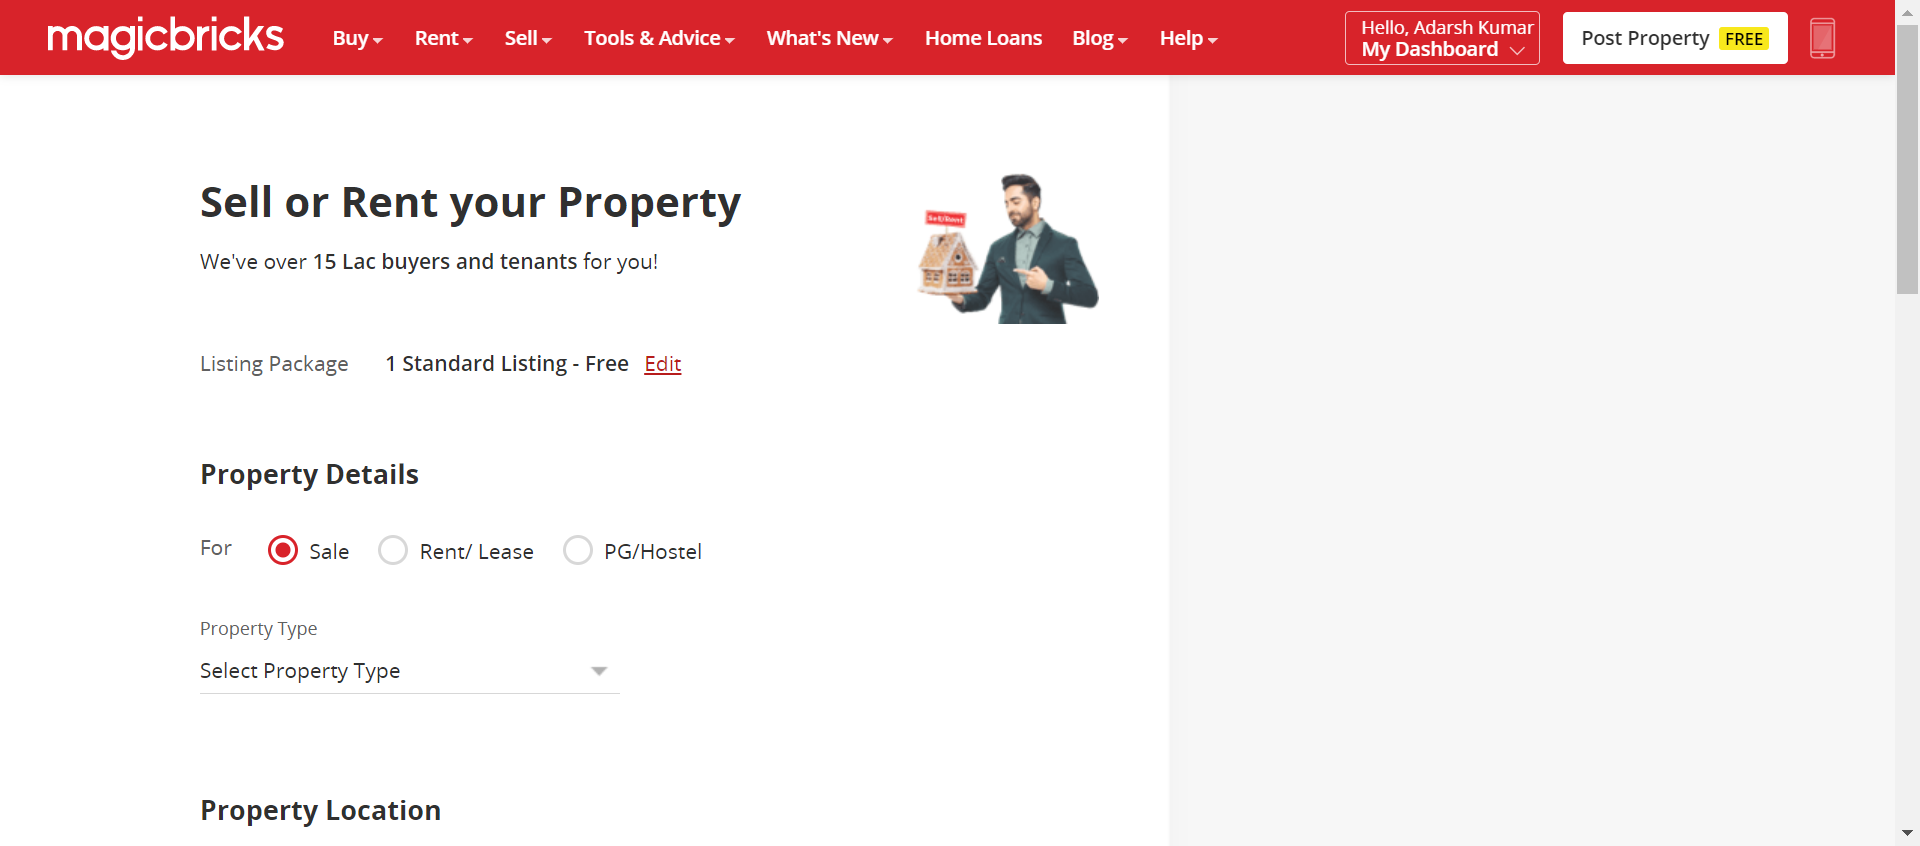 magicbricks
Buy Rent Sell Tools & Advice What's New Home Loans Blog Help
Hello, Adarsh Kumar
My Dashboard
Post Property FREE
Sell or Rent your Property
Sell/Rent
We've over 15 Lac buyers and tenants for you!
Listing Package 1 Standard Listing - Free Edit
Property Details
For Sale Rent/ Lease PG/Hostel
Property Type
Select Property Type
Property Location